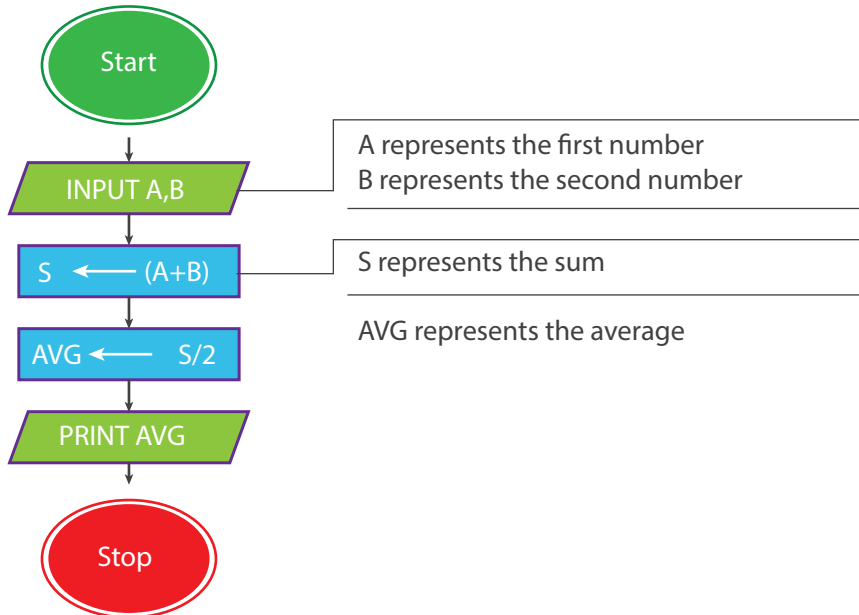 Start
INPUT A,B
A represents the first number
B represents the second number
S ← (A+B)
S represents the sum
AVG ← S/2
AVG represents the average
PRINT AVG
Stop